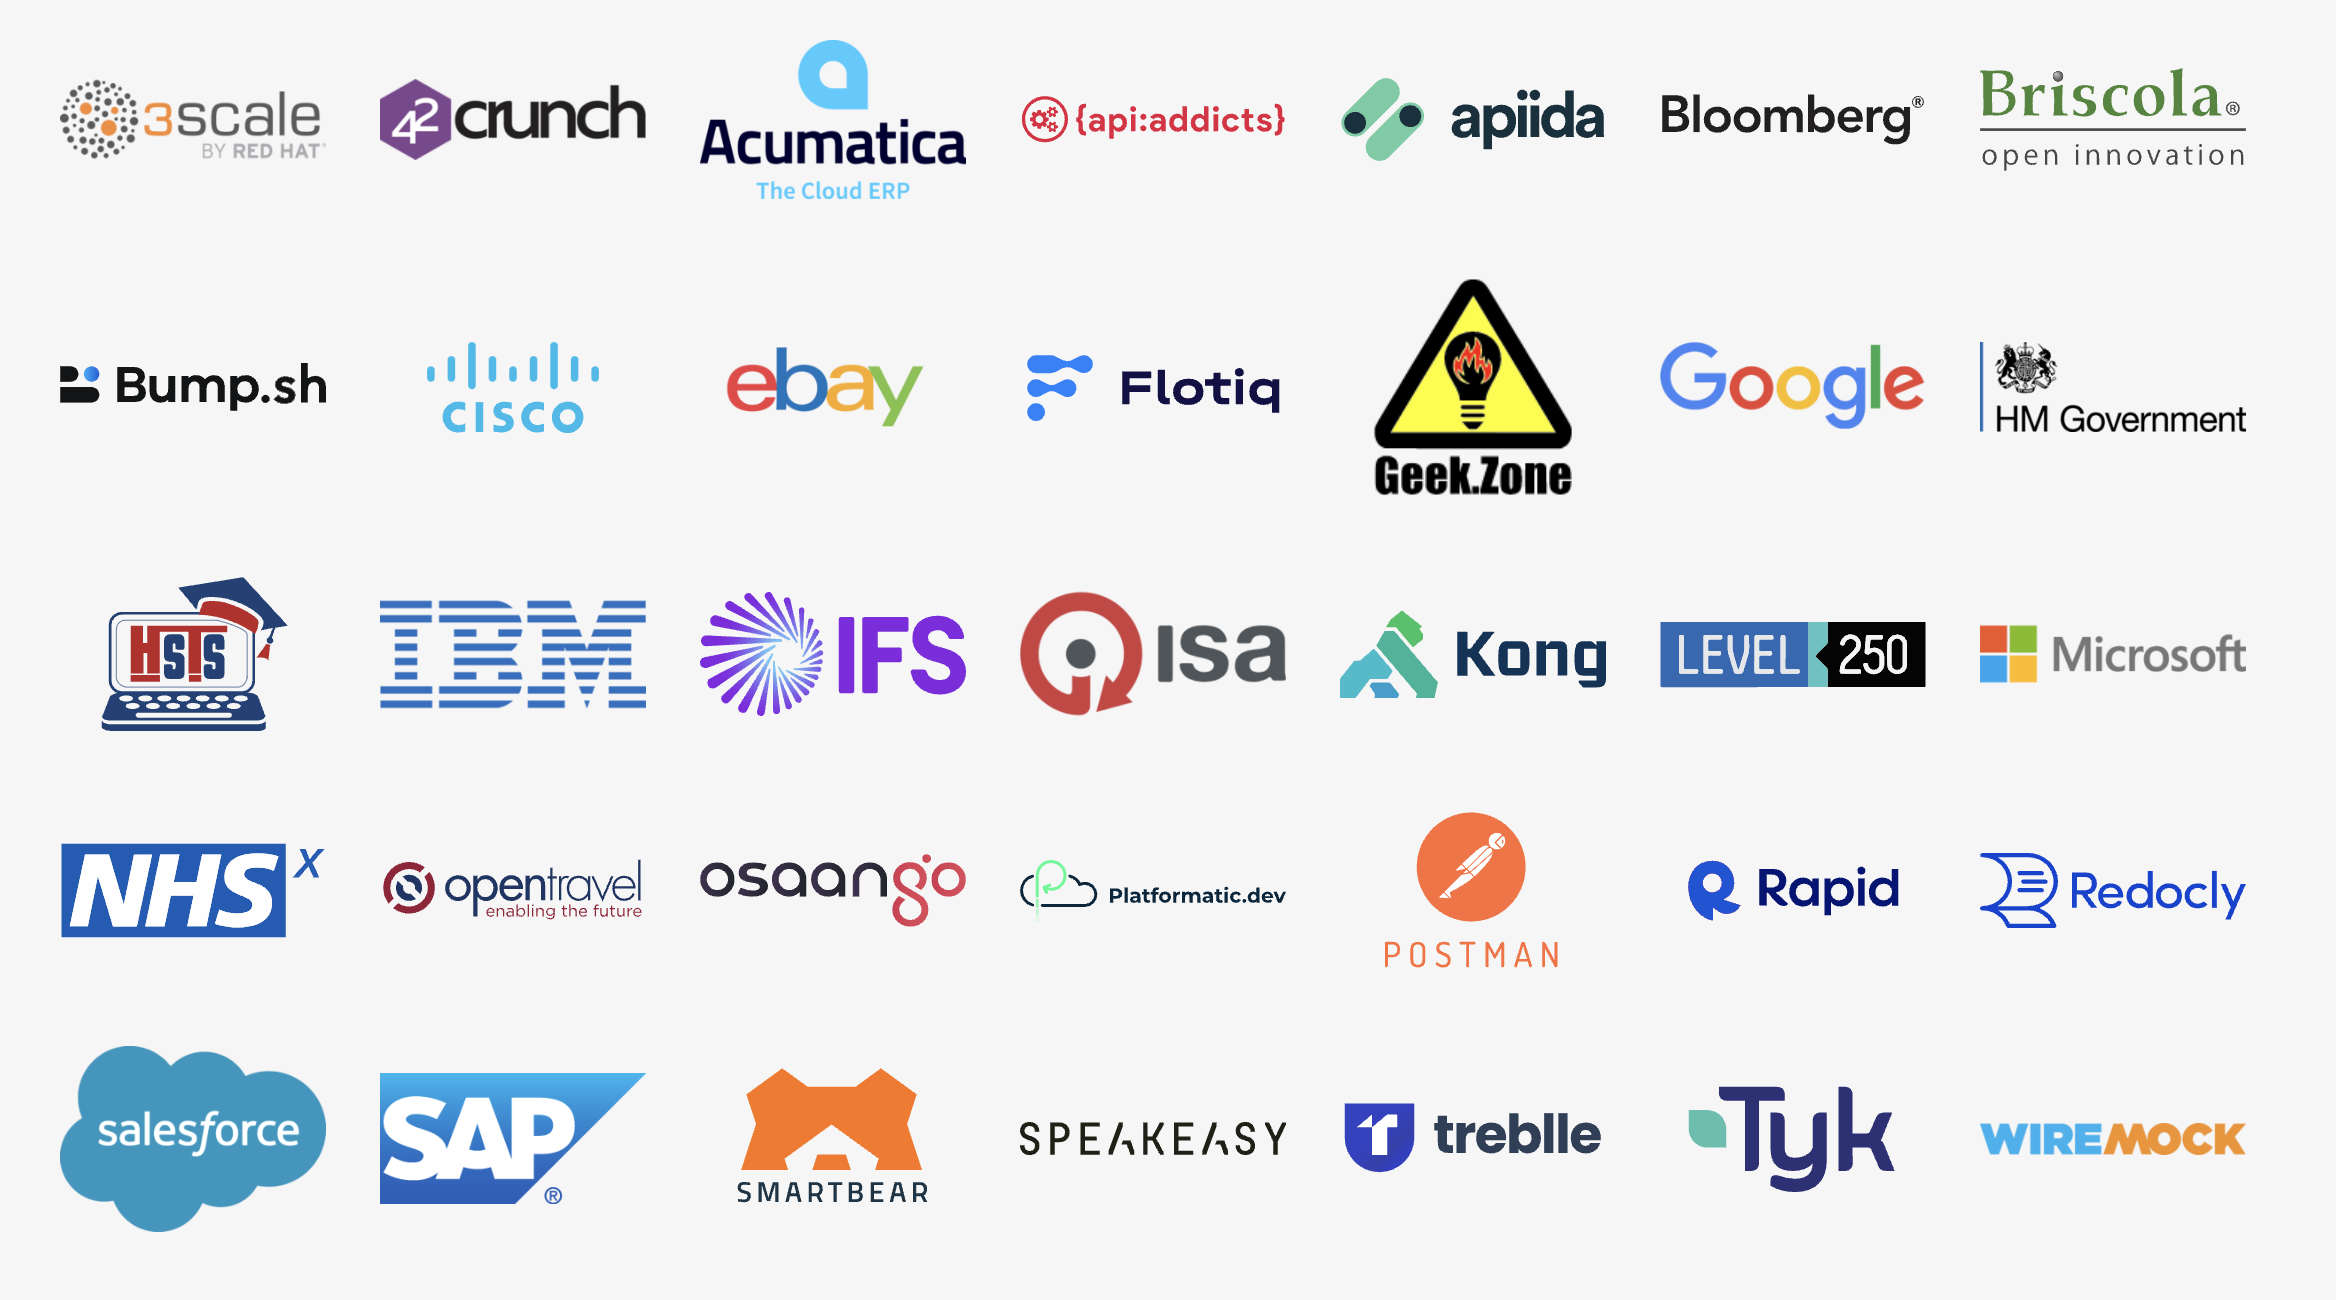 3scale
BY RED HAT
42crunch
Acumatica
The Cloud ERP
{api:addicts}
apiida
Bloomberg®
Briscola®
open innovation
Bump.sh
CISCO
ebay
Flotiq
Geek.Zone
Google
HM Government
HSTS
IBM
IFS
ısa
Kong
LEVEL 250
Microsoft
NHS X
opentravel
enabling the future
osaango
Platformatic.dev
POSTMAN
Rapid
Redocly
salesforce
SAP®
SMARTBEAR
SPEAKEASY
treblle
Tyk
WIREMOCK